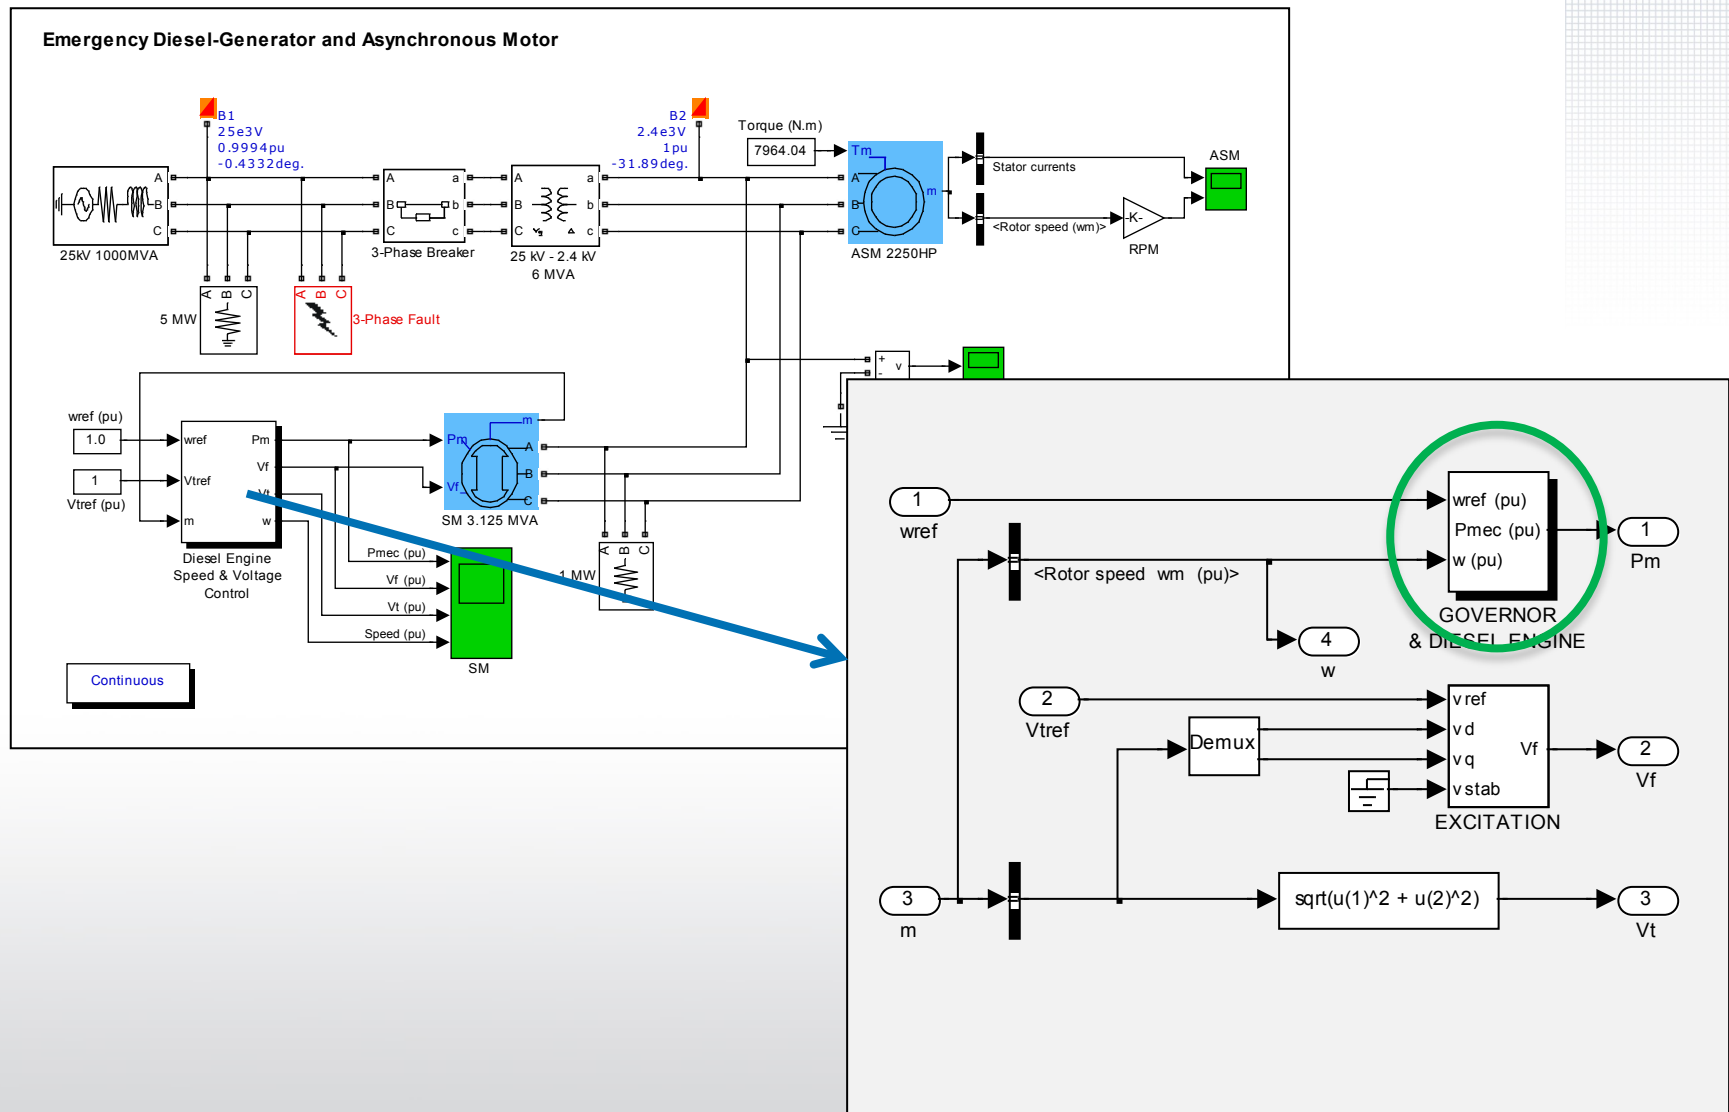 Emergency Diesel-Generator and Asynchronous Motor
B1
25e3V
0.9994pu
-0.4332deg.
B2
2.4e3V
1pu
-31.89deg.
Torque (N.m)
7964.04
Tm
A
B
C
m
ASM 2250HP
Stator currents
<Rotor speed (wm)>
-K-
RPM
ASM
A
B
C
25kV 1000MVA
A
B
C
a
b
c
3-Phase Breaker
A
B
C
Yg
Δ
a
b
c
25 kV - 2.4 kV
6 MVA
A
B
C
5 MW
A
B
C
3-Phase Fault
+
-
v
wref (pu)
1.0
1
Vtref (pu)
wref
Vtref
m
Pm
Vf
Vt
w
Diesel Engine
Speed & Voltage
Control
Pm
Vf
m
A
B
C
SM 3.125 MVA
Pmec (pu)
Vf (pu)
Vt (pu)
Speed (pu)
SM
A
B
C
1 MW
Continuous
1
wref
<Rotor speed wm (pu)>
wref (pu)
Pmec (pu)
w (pu)
GOVERNOR
& DIESEL ENGINE
1
Pm
4
w
2
Vtref
Demux
vref
vd
vq
vstab
Vf
EXCITATION
2
Vf
3
m
sqrt(u(1)^2 + u(2)^2)
3
Vt